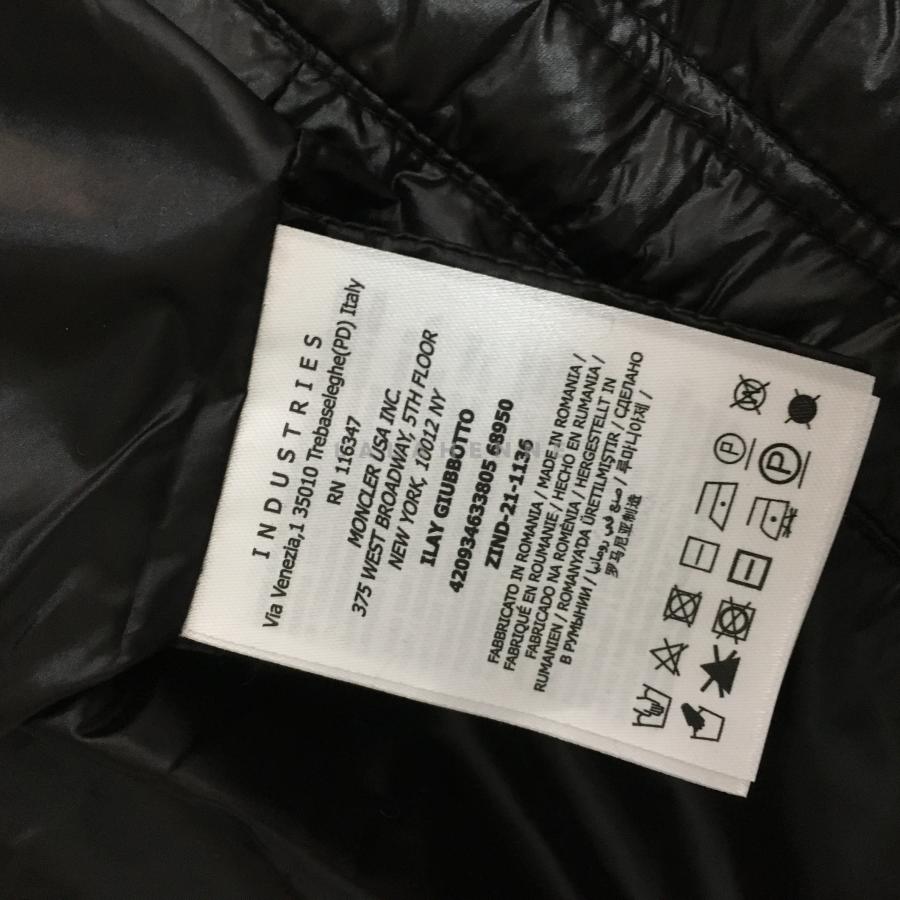 INDUSTRIES
Via Venezia,1 35010 Trebaseleghe(PD) Italy
RN 116347
MONCLER USA INC.
375 WEST BROADWAY, 5TH FLOOR
NEW YORK, 10012 NY
ILAY GIUBBOTTO
420934633805 68950
ZIND-21-1136
FABBRICATO IN ROMANIA / MADE IN ROMANIA /
FABRIQUÉ EN ROUMANIE / HECHO EN RUMANIA /
FABRICADO NA ROMÉNIA / HERGESTELLT IN
RUMANIEN / ROMANYA'DA ÜRETILMIŞTIR / СДЕЛАНО
В РУМЫНИИ / صنع في رومانيا / 루마니아제 /
罗马尼亚制造
P
P